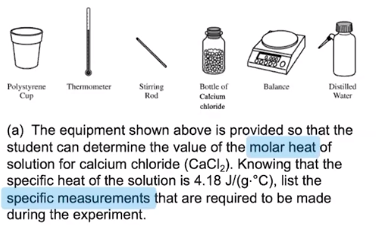 Polystyrene Thermometer Stirring Bottle of Balance Distilled
Cup Rod Calcium Water
chloride
(a) The equipment shown above is provided so that the
student can determine the value of the molar heat of
solution for calcium chloride (CaCl₂). Knowing that the
specific heat of the solution is 4.18 J/(g·°C), list the
specific measurements that are required to be made
during the experiment.